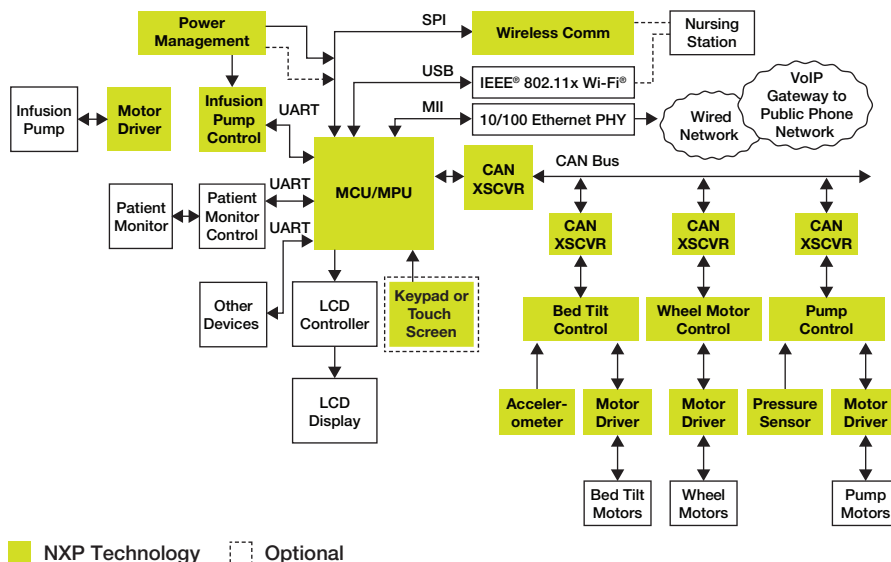 Power
Management
SPI
Wireless Comm
Nursing
Station
USB
IEEE® 802.11x Wi-Fi®
MII
10/100 Ethernet PHY
Wired
Network
VoIP
Gateway to
Public Phone
Network
Infusion
Pump
Motor
Driver
Infusion
Pump
Control
UART
MCU/MPU
CAN
XSCVR
CAN Bus
Patient
Monitor
Patient
Monitor
Control
UART
UART
Other
Devices
LCD
Controller
Keypad or
Touch
Screen
LCD
Display
CAN
XSCVR
CAN
XSCVR
CAN
XSCVR
Bed Tilt
Control
Wheel Motor
Control
Pump
Control
Acceler-
ometer
Motor
Driver
Motor
Driver
Pressure
Sensor
Motor
Driver
Bed Tilt
Motors
Wheel
Motors
Pump
Motors
NXP Technology
Optional